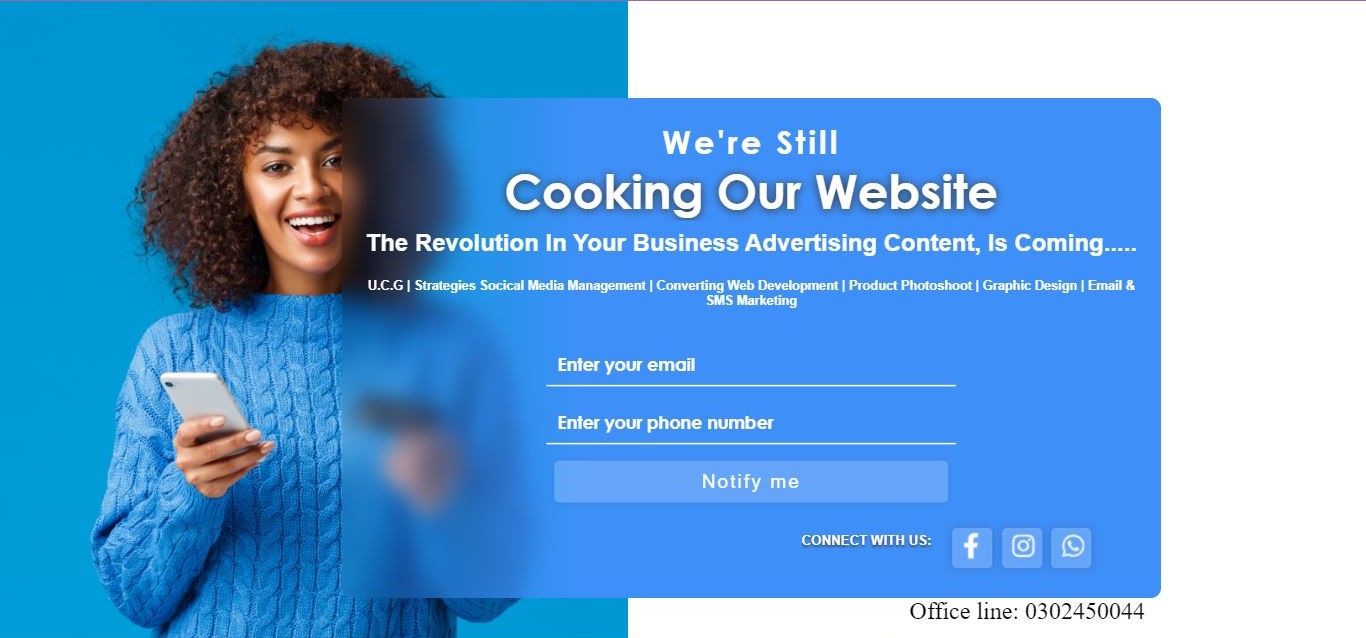 We're Still
Cooking Our Website
The Revolution In Your Business Advertising Content, Is Coming.....
U.C.G | Strategies Socical Media Management | Converting Web Development | Product Photoshoot | Graphic Design | Email &
SMS Marketing
Enter your email
Enter your phone number
Notify me
CONNECT WITH US:
Office line: 0302450044